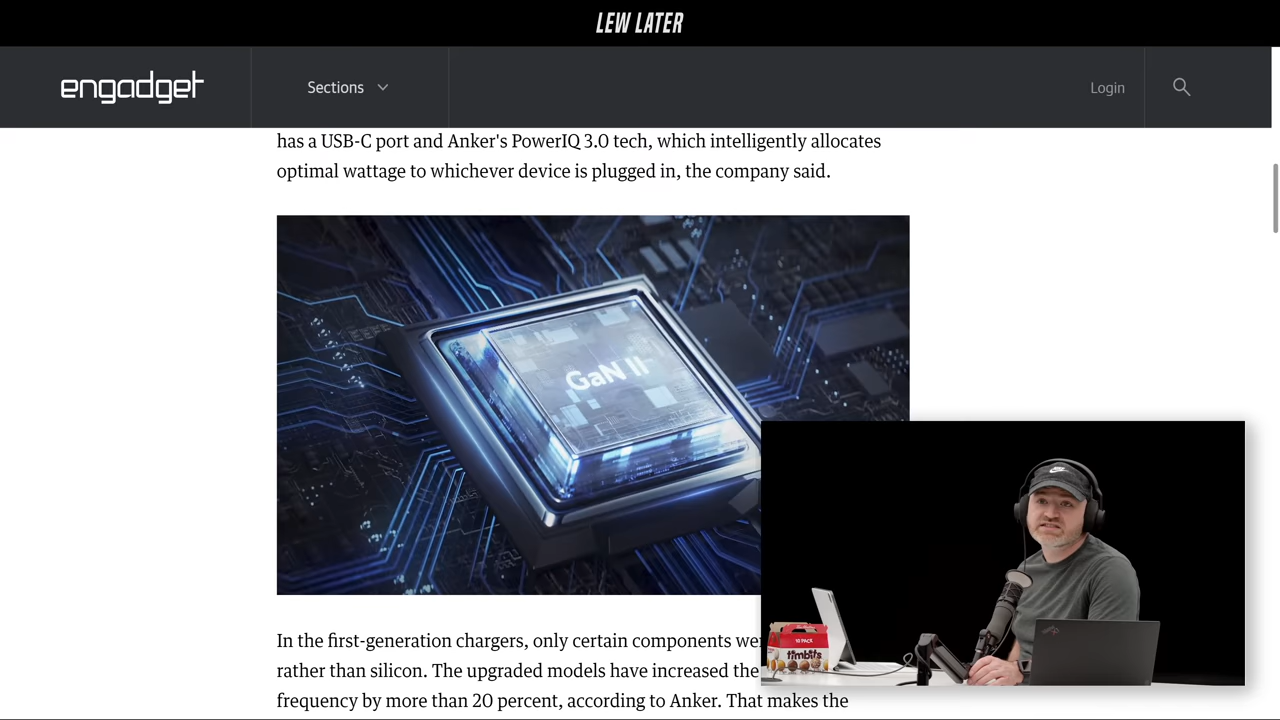 LEW LATER
engadget
Sections
Login
has a USB-C port and Anker's PowerIQ 3.0 tech, which intelligently allocates
optimal wattage to whichever device is plugged in, the company said.
GaN II
In the first-generation chargers, only certain components
rather than silicon. The upgraded models have increased the
frequency by more than 20 percent, according to Anker. That makes the
10 PACK
timbits